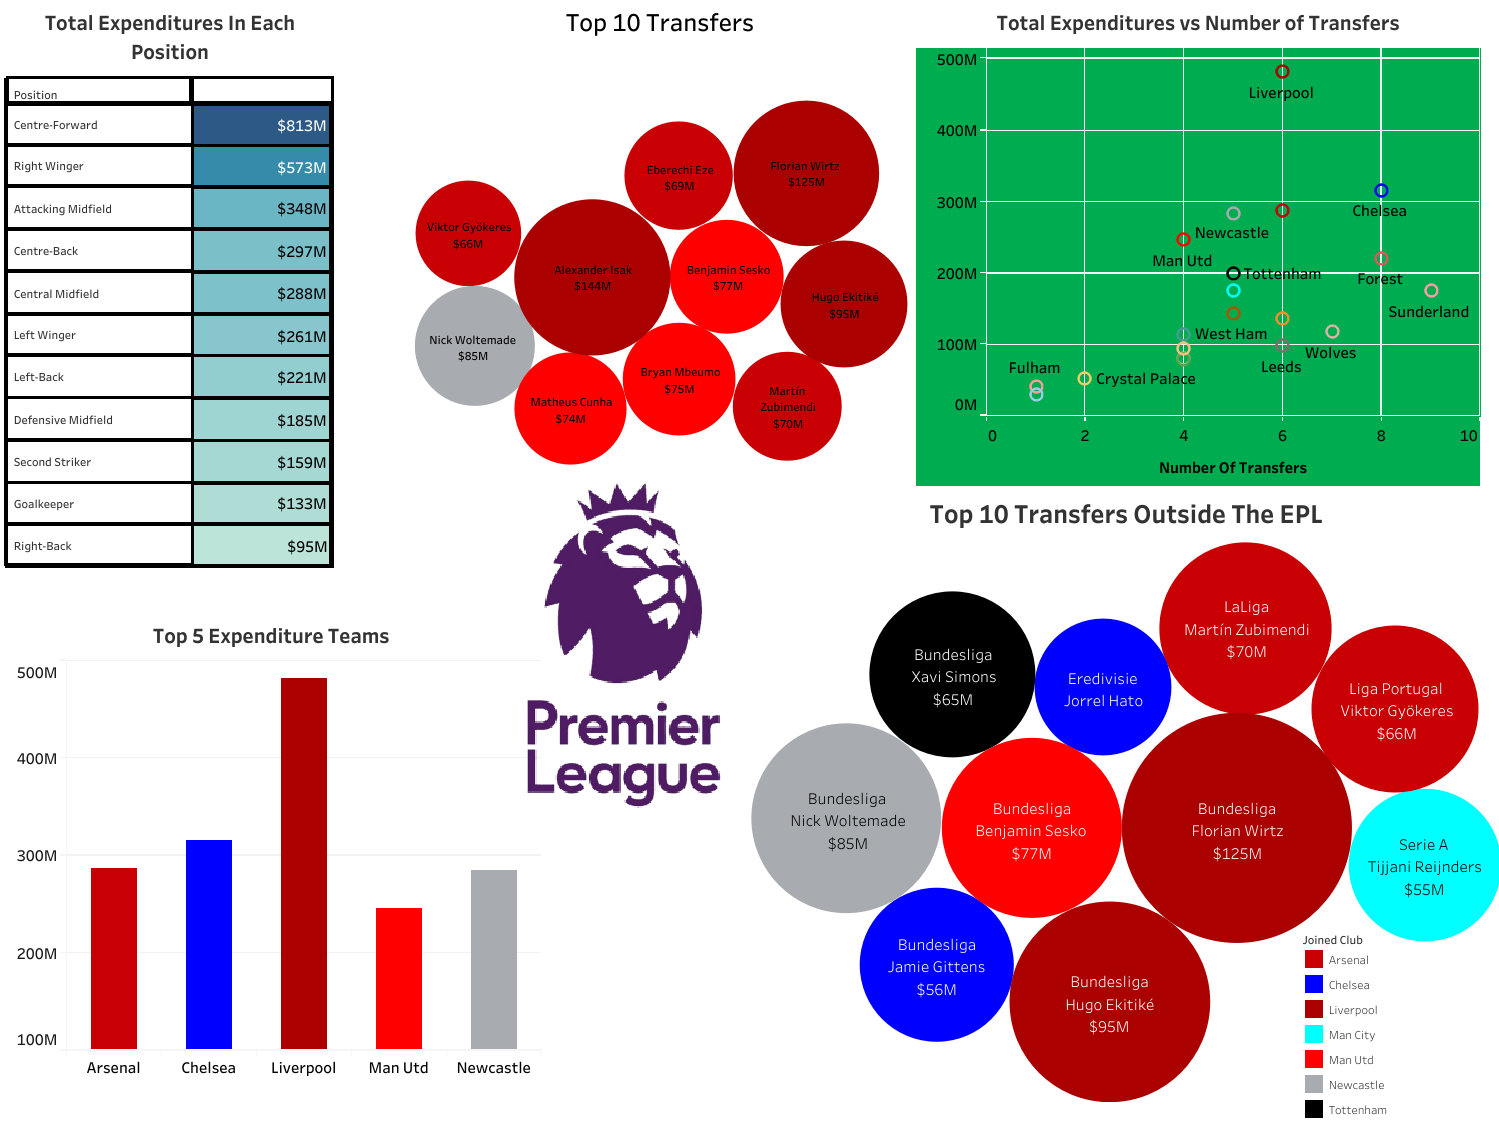 Total Expenditures In Each
Position
Position
Centre-Forward $813M
Right Winger $573M
Attacking Midfield $348M
Centre-Back $297M
Central Midfield $288M
Left Winger $261M
Left-Back $221M
Defensive Midfield $185M
Second Striker $159M
Goalkeeper $133M
Right-Back $95M
Top 10 Transfers
Eberechi Eze
$69M
Florian Wirtz
$125M
Viktor Gyökeres
$66M
Alexander Isak
$144M
Benjamin Sesko
$77M
Hugo Ekitiké
$95M
Nick Woltemade
$85M
Bryan Mbeumo
$75M
Matheus Cunha
$74M
Martín
Zubimendi
$70M
Total Expenditures vs Number of Transfers
500M
400M
300M
200M
100M
0M
Liverpool
Chelsea
Newcastle
Man Utd
Tottenham
Forest
Sunderland
West Ham
Wolves
Leeds
Fulham
Crystal Palace
0 2 4 6 8 10
Number Of Transfers
Premier
League
Top 5 Expenditure Teams
500M
400M
300M
200M
100M
Arsenal Chelsea Liverpool Man Utd Newcastle
Top 10 Transfers Outside The EPL
LaLiga
Martín Zubimendi
$70M
Bundesliga
Xavi Simons
$65M
Eredivisie
Jorrel Hato
Liga Portugal
Viktor Gyökeres
$66M
Bundesliga
Nick Woltemade
$85M
Bundesliga
Benjamin Sesko
$77M
Bundesliga
Florian Wirtz
$125M
Serie A
Tijjani Reijnders
$55M
Bundesliga
Jamie Gittens
$56M
Bundesliga
Hugo Ekitiké
$95M
Joined Club
Arsenal
Chelsea
Liverpool
Man City
Man Utd
Newcastle
Tottenham